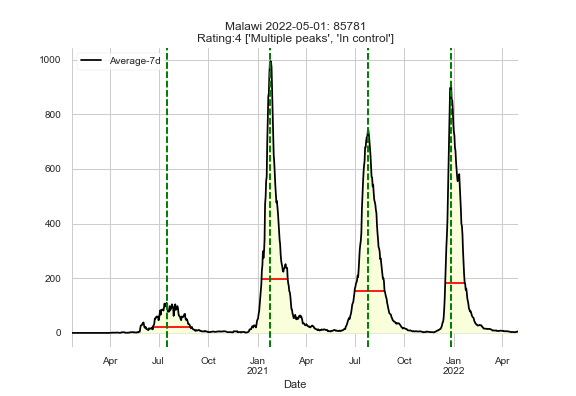 Malawi 2022-05-01: 85781
Rating:4 ['Multiple peaks', 'In control']
Average-7d
1000
800
600
400
200
0
Apr Jul Oct Jan Apr Jul Oct Jan Apr
2021 2022
Date